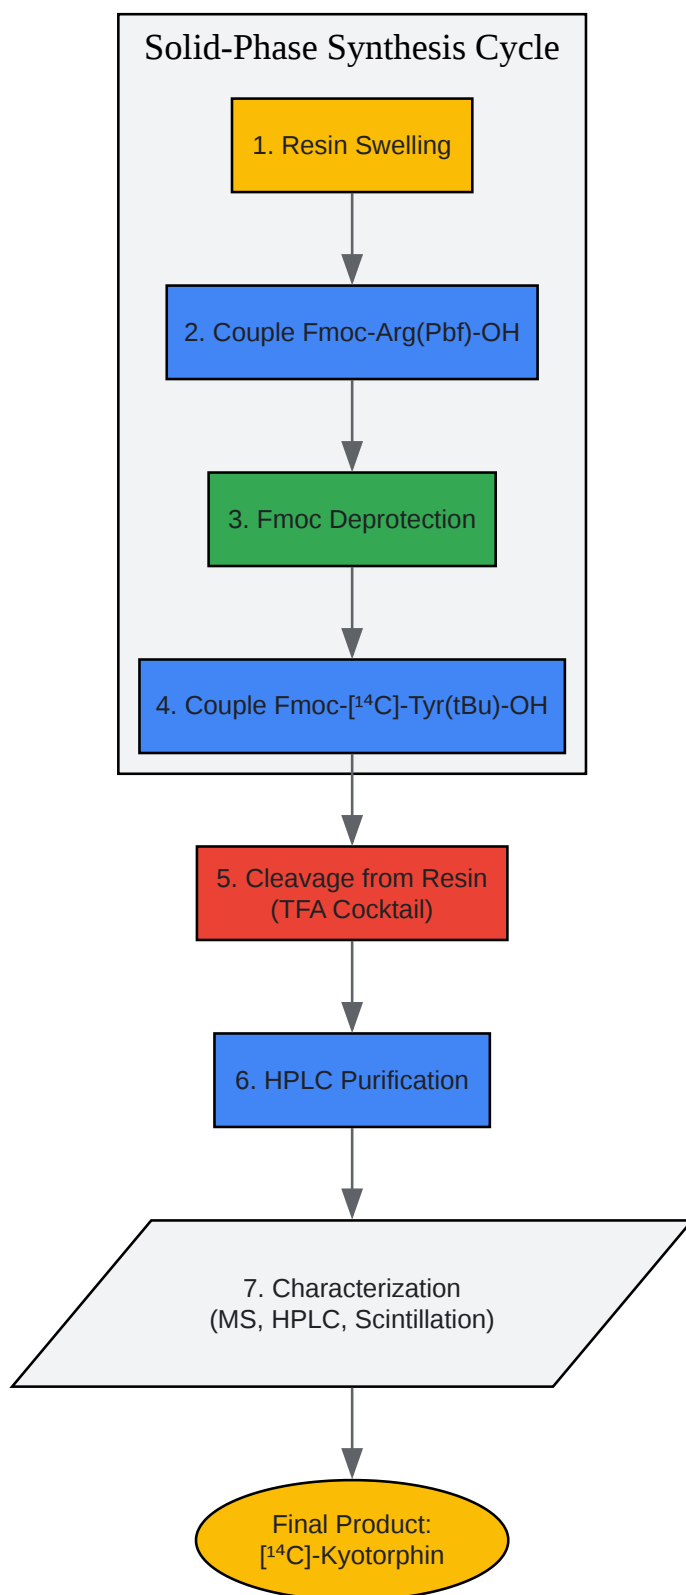 Solid-Phase Synthesis Cycle
1. Resin Swelling
2. Couple Fmoc-Arg(Pbf)-OH
3. Fmoc Deprotection
4. Couple Fmoc-[¹⁴C]-Tyr(tBu)-OH
5. Cleavage from Resin
(TFA Cocktail)
6. HPLC Purification
7. Characterization
(MS, HPLC, Scintillation)
Final Product:
[¹⁴C]-Kyotorphin